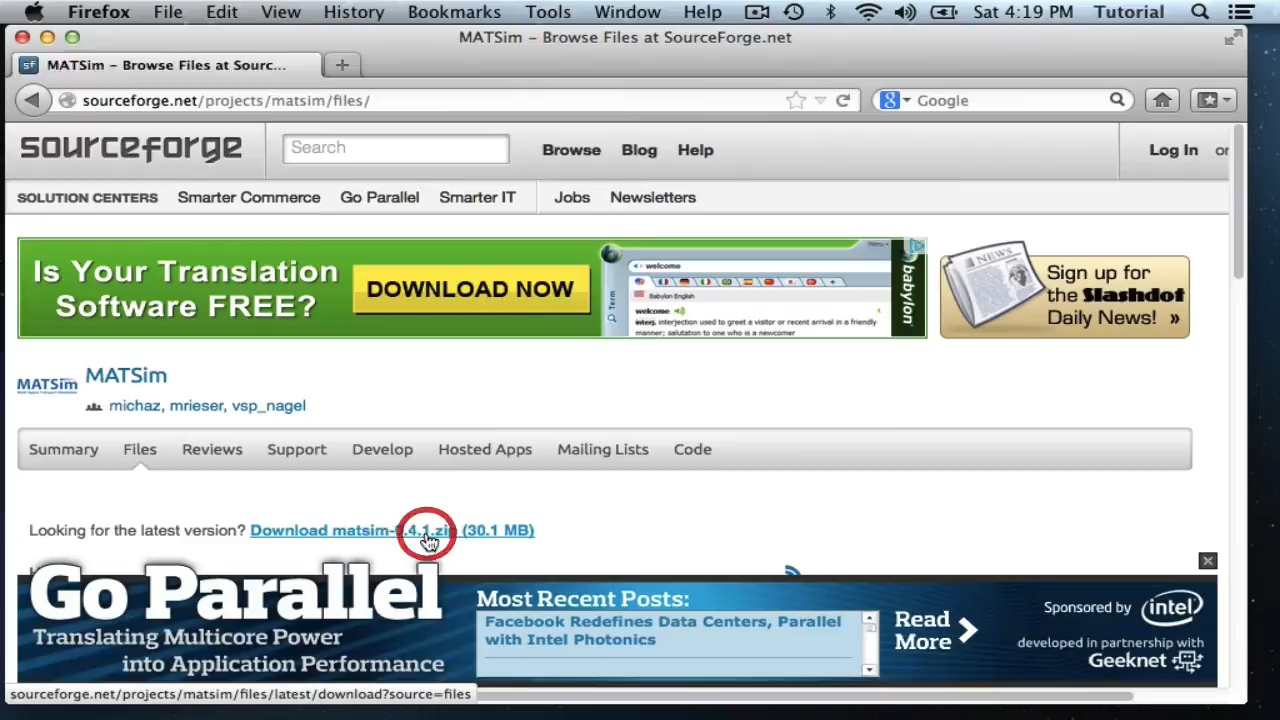 Firefox File Edit View History Bookmarks Tools Window Help Sat 4:19 PM Tutorial
MATSim – Browse Files at SourceForge.net
sf MATSim – Browse Files at Sourc...
sourceforge.net/projects/matsim/files/ Google
sourceforge Search Browse Blog Help Log In or
SOLUTION CENTERS Smarter Commerce Go Parallel Smarter IT Jobs Newsletters
Is Your Translation
Software FREE?
DOWNLOAD NOW
Menu
welcome
Term
Babylon English
welcome
interj. interjection used to greet a visitor or recent arrival in a friendly
manner; salutation to one who is a newcomer
babylon
NEWS
Sign up for
the Slashdot
Daily News! »
MATSim MATSim
michaz, mrieser, vsp_nagel
Summary Files Reviews Support Develop Hosted Apps Mailing Lists Code
Looking for the latest version? Download matsim-0.4.1.zip (30.1 MB)
Go Parallel
Translating Multicore Power
into Application Performance
Most Recent Posts:
Facebook Redefines Data Centers, Parallel
with Intel Photonics
Read
More
Sponsored by intel
developed in partnership with
Geeknet
sourceforge.net/projects/matsim/files/latest/download?source=files